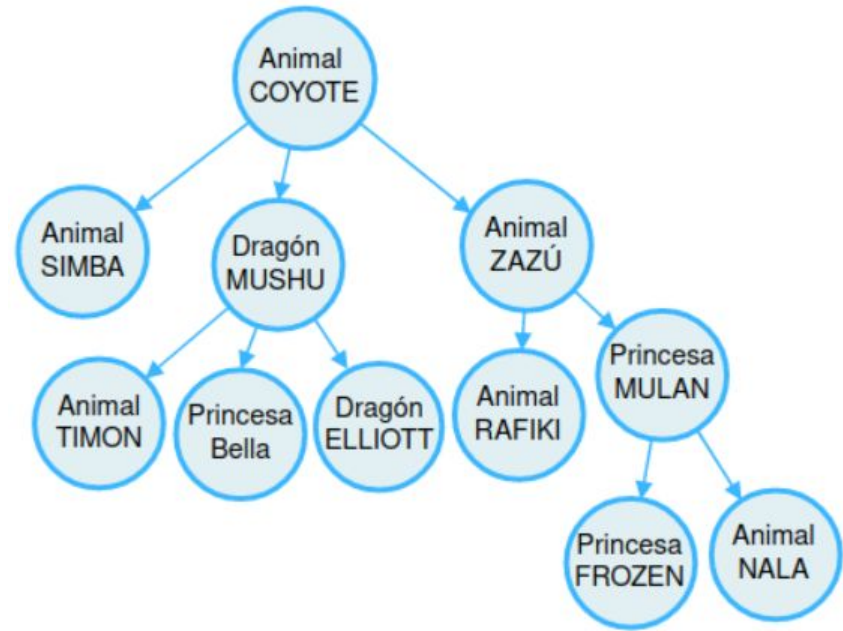 Animal
COYOTE
Animal
SIMBA
Dragón
MUSHU
Animal
ZAZÚ
Animal
TIMON
Princesa
Bella
Dragón
ELLIOTT
Animal
RAFIKI
Princesa
MULAN
Princesa
FROZEN
Animal
NALA